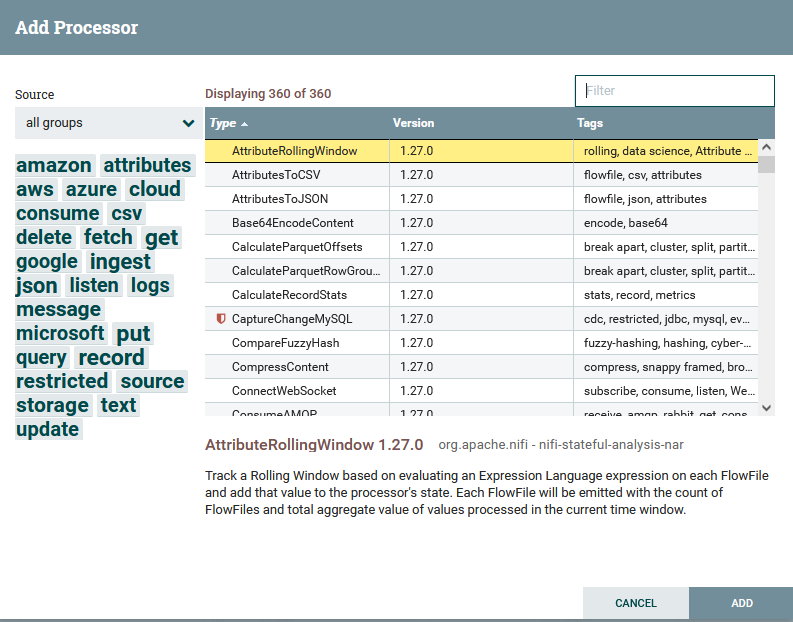 Add Processor
Source
Displaying 360 of 360
Filter
all groups
Type Version Tags
amazon attributes
aws azure cloud
consume csv
delete fetch get
google ingest
json listen logs
message
microsoft put
query record
restricted source
storage text
update
AttributeRollingWindow 1.27.0 rolling, data science, Attribute ...
AttributesToCSV 1.27.0 flowfile, csv, attributes
AttributesToJSON 1.27.0 flowfile, json, attributes
Base64EncodeContent 1.27.0 encode, base64
CalculateParquetOffsets 1.27.0 break apart, cluster, split, partit...
CalculateParquetRowGrou... 1.27.0 break apart, cluster, split, partit...
CalculateRecordStats 1.27.0 stats, record, metrics
CaptureChangeMySQL 1.27.0 cdc, restricted, jdbc, mysql, ev...
CompareFuzzyHash 1.27.0 fuzzy-hashing, hashing, cyber-...
CompressContent 1.27.0 compress, snappy framed, bro...
ConnectWebSocket 1.27.0 subscribe, consume, listen, We...
ConsumeAMQP 1.27.0 receive, amqp, rabbit, get, cons...
AttributeRollingWindow 1.27.0 org.apache.nifi - nifi-stateful-analysis-nar
Track a Rolling Window based on evaluating an Expression Language expression on each FlowFile
and add that value to the processor's state. Each FlowFile will be emitted with the count of
FlowFiles and total aggregate value of values processed in the current time window.
CANCEL ADD